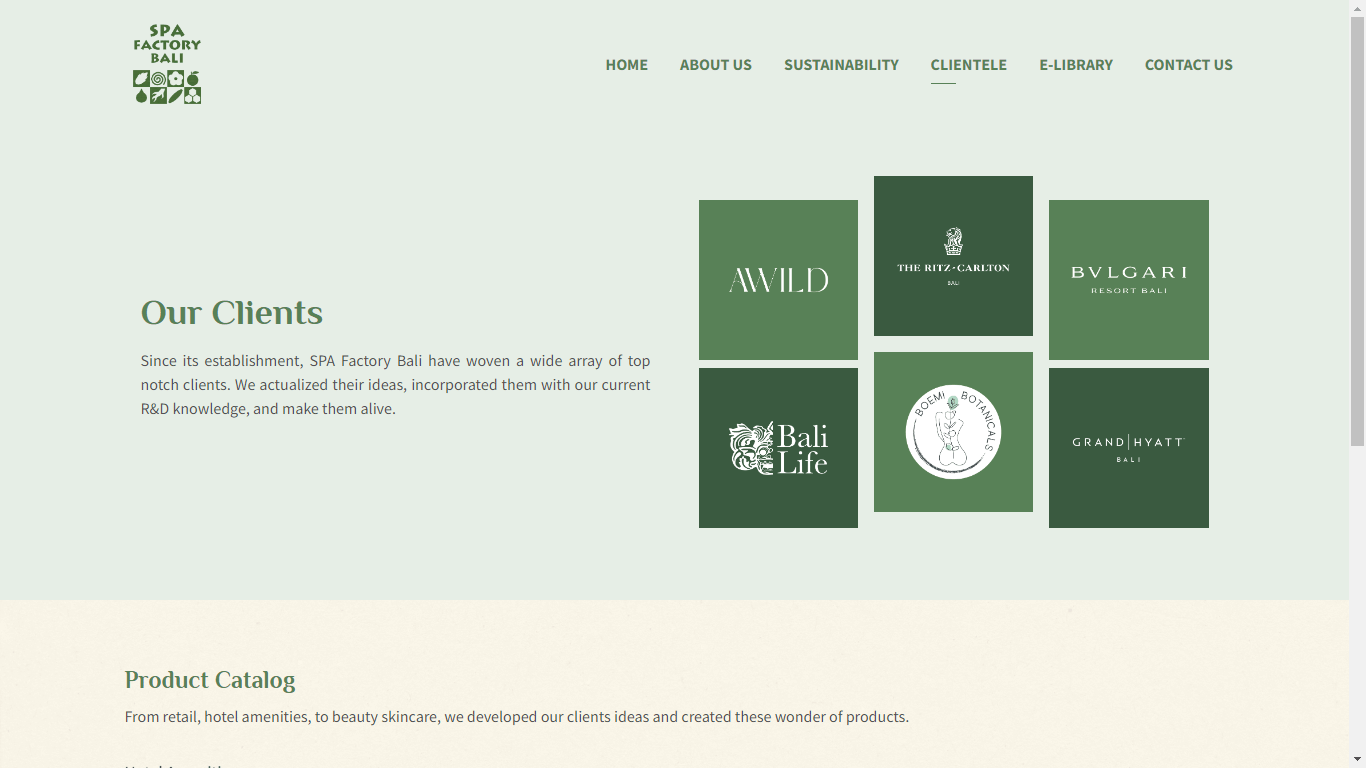 SPA
FACTORY
BALI
HOME
ABOUT US
SUSTAINABILITY
CLIENTELE
E-LIBRARY
CONTACT US
Our Clients
Since its establishment, SPA Factory Bali have woven a wide array of top
notch clients. We actualized their ideas, incorporated them with our current
R&D knowledge, and make them alive.
AWILD
THE RITZ-CARLTON
BALI
BVLGARI
RESORT BALI
Bali
Life
BOEMI BOTANICALS
GRAND HYATT
BALI
Product Catalog
From retail, hotel amenities, to beauty skincare, we developed our clients ideas and created these wonder of products.